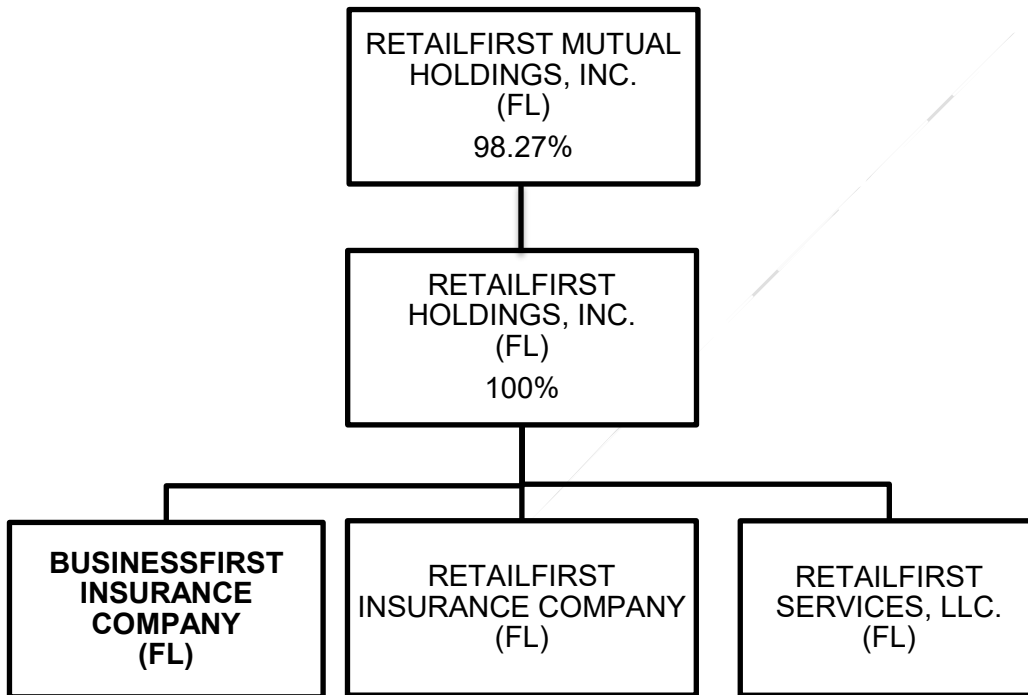 RETAILFIRST MUTUAL
HOLDINGS, INC.
(FL)
98.27%
RETAILFIRST
HOLDINGS, INC.
(FL)
100%
BUSINESSFIRST
INSURANCE
COMPANY
(FL)
RETAILFIRST
INSURANCE COMPANY
(FL)
RETAILFIRST
SERVICES, LLC.
(FL)